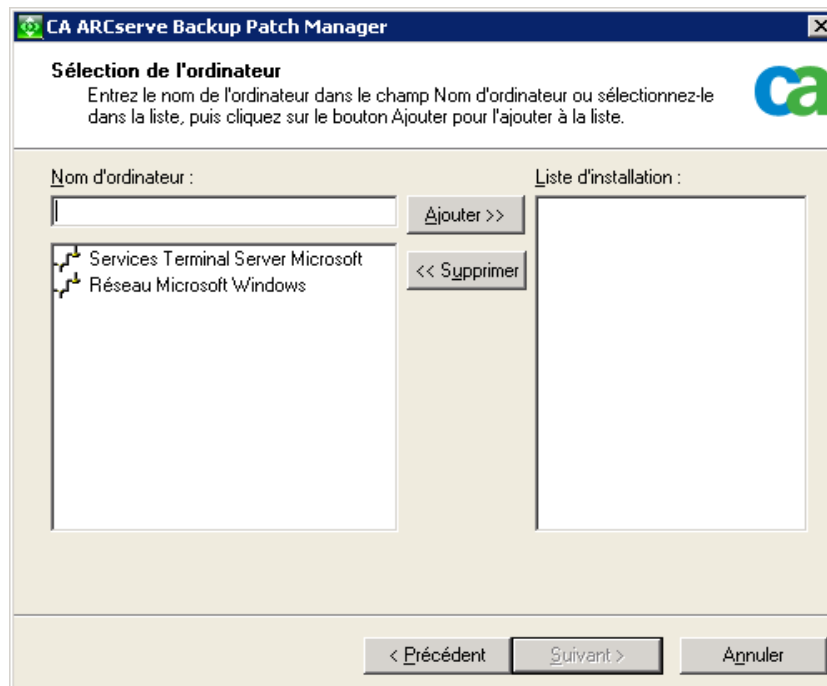 CA ARCserve Backup Patch Manager
Sélection de l'ordinateur
Entrez le nom de l'ordinateur dans le champ Nom d'ordinateur ou sélectionnez-le
dans la liste, puis cliquez sur le bouton Ajouter pour l'ajouter à la liste.
ca
Nom d'ordinateur :
Liste d'installation :
Ajouter >>
Services Terminal Server Microsoft
<< Supprimer
Réseau Microsoft Windows
< Précédent
Suivant >
Annuler